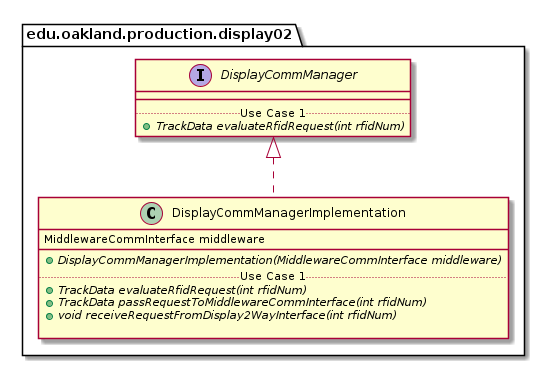 edu.oakland.production.display02
I DisplayCommManager
Use Case 1
TrackData evaluateRfidRequest(int rfidNum)
C DisplayCommManagerImplementation
MiddlewareCommInterface middleware
DisplayCommManagerImplementation(MiddlewareCommInterface middleware)
Use Case 1
TrackData evaluateRfidRequest(int rfidNum)
TrackData passRequestToMiddlewareCommInterface(int rfidNum)
void receiveRequestFromDisplay2WayInterface(int rfidNum)